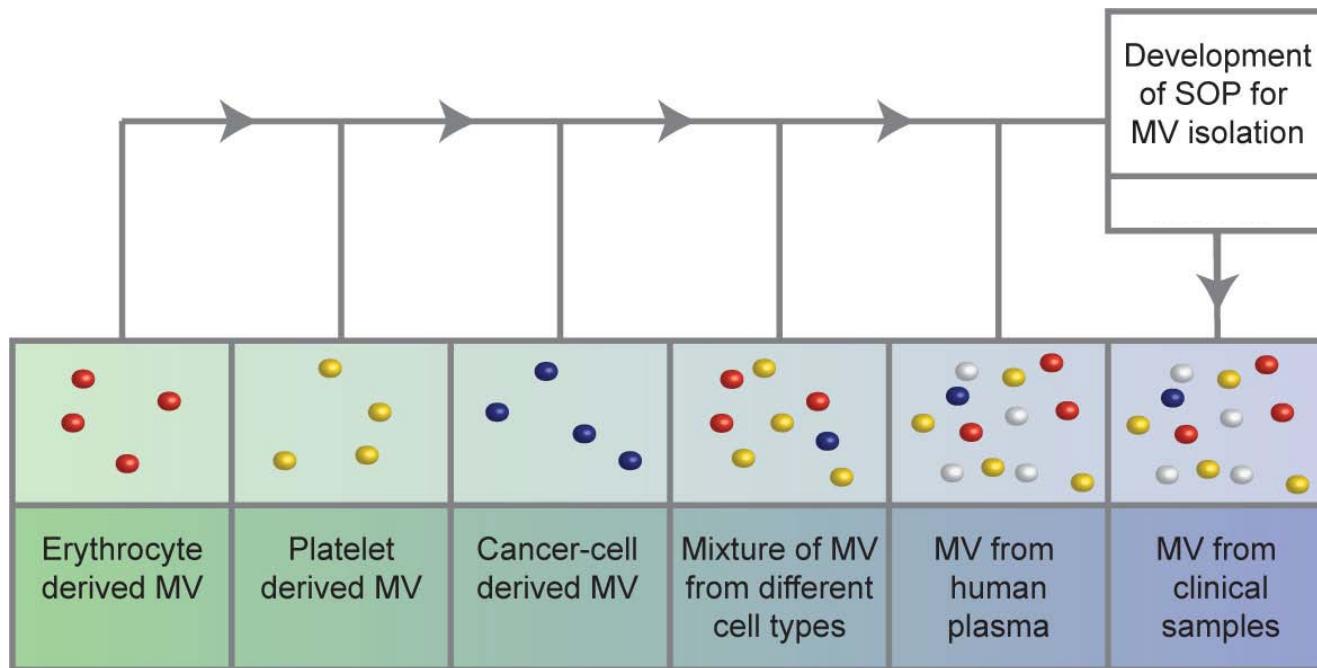 Development
of SOP for
MV isolation
Erythrocyte
derived MV
Platelet
derived MV
Cancer-cell
derived MV
Mixture of MV
from different
cell types
MV from
human
plasma
MV from
clinical
samples